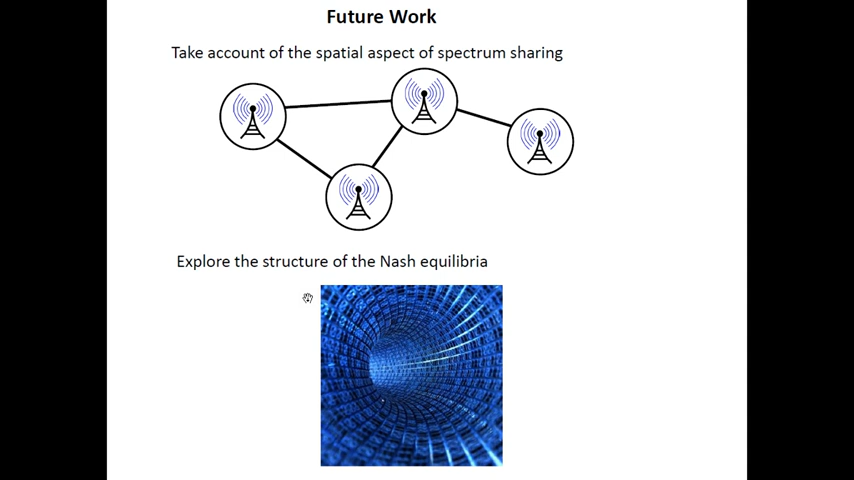 Future Work
Take account of the spatial aspect of spectrum sharing
Explore the structure of the Nash equilibria